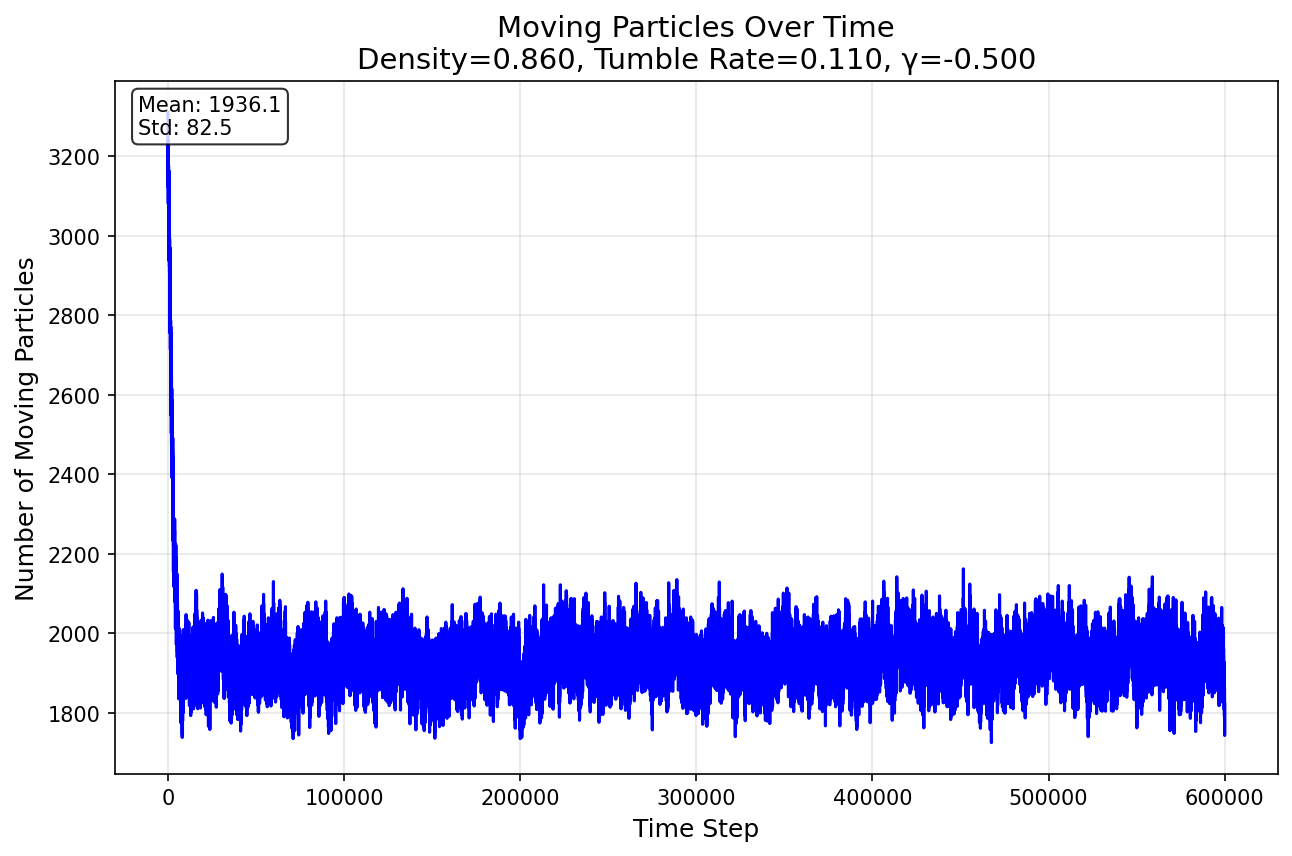 Moving Particles Over Time
Density=0.860, Tumble Rate=0.110, γ=-0.500
Mean: 1936.1
Std: 82.5
Number of Moving Particles
3200
3000
2800
2600
2400
2200
2000
1800
0 100000 200000 300000 400000 500000 600000
Time Step